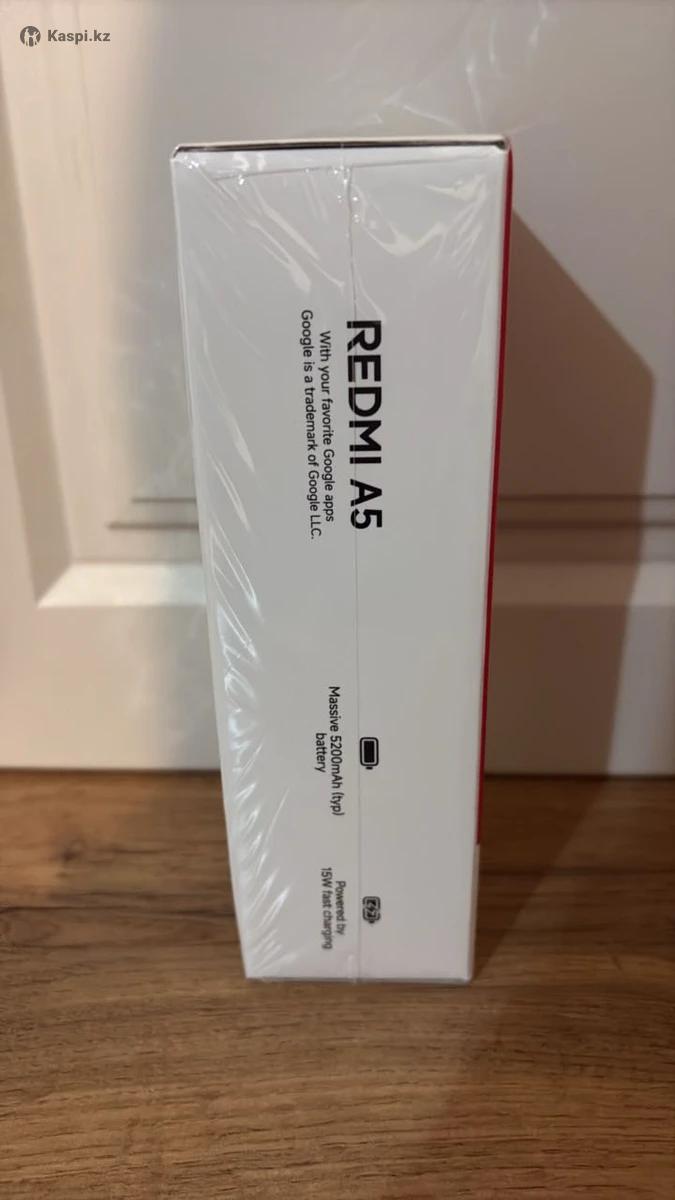 Kaspi.kz
REDMI A5
With your favorite Google apps
Google is a trademark of Google LLC.
Massive 5200mAh (typ)
battery
Powered by
15W fast charging